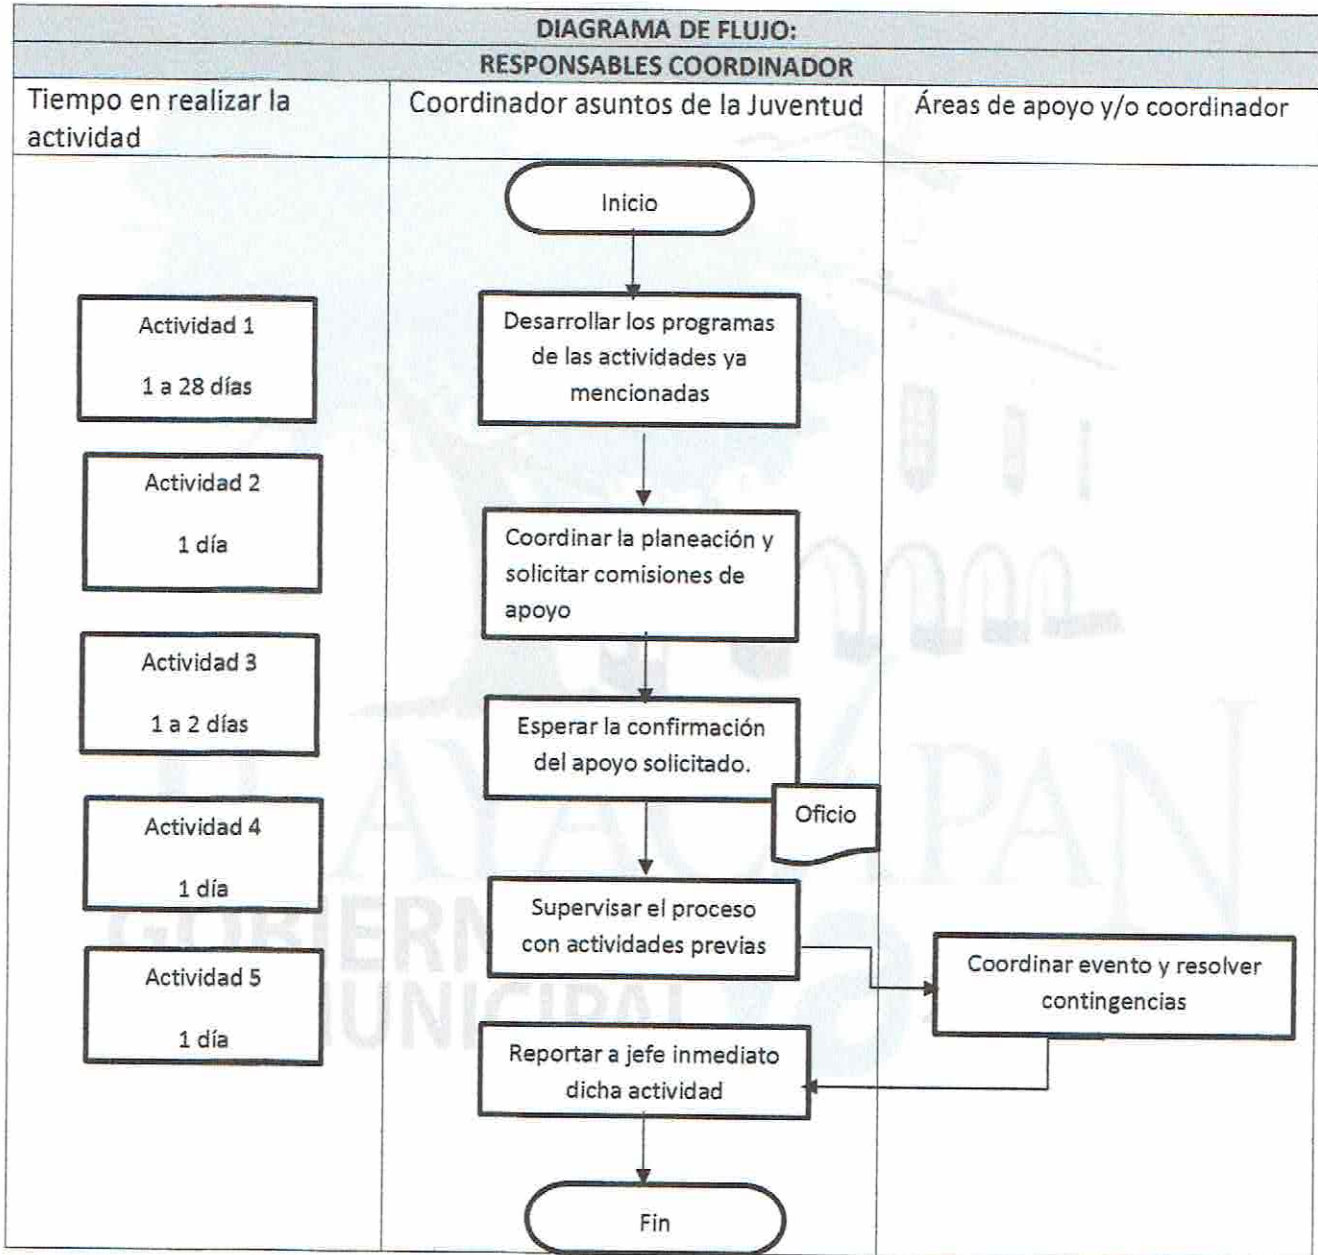 DIAGRAMA DE FLUJO:
RESPONSABLES COORDINADOR
Tiempo en realizar la
actividad
Coordinador asuntos de la Juventud
Áreas de apoyo y/o coordinador
Inicio
Actividad 1
1 a 28 días
Desarrollar los programas
de las actividades ya
mencionadas
Actividad 2
1 día
Coordinar la planeación y
solicitar comisiones de
apoyo
Actividad 3
1 a 2 días
Esperar la confirmación
del apoyo solicitado.
Oficio
Actividad 4
1 día
Supervisar el proceso
con actividades previas
Coordinar evento y resolver
contingencias
Actividad 5
1 día
Reportar a jefe inmediato
dicha actividad
Fin
TLAYACAPAN
GOBIERNO
MUNICIPAL